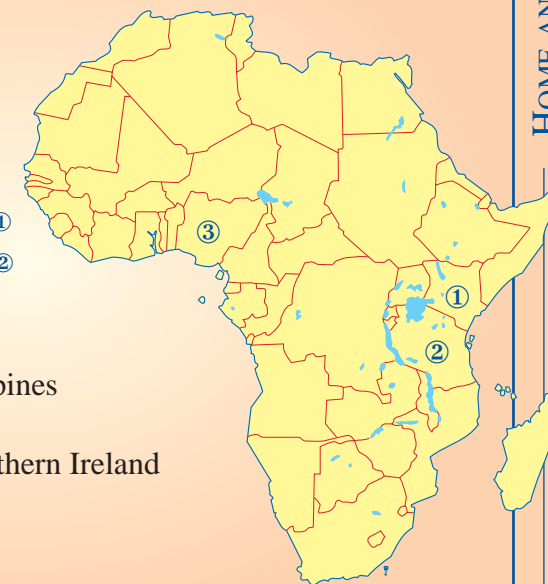 ①
②
pines
thern Ireland
③
①
②
HOME AN